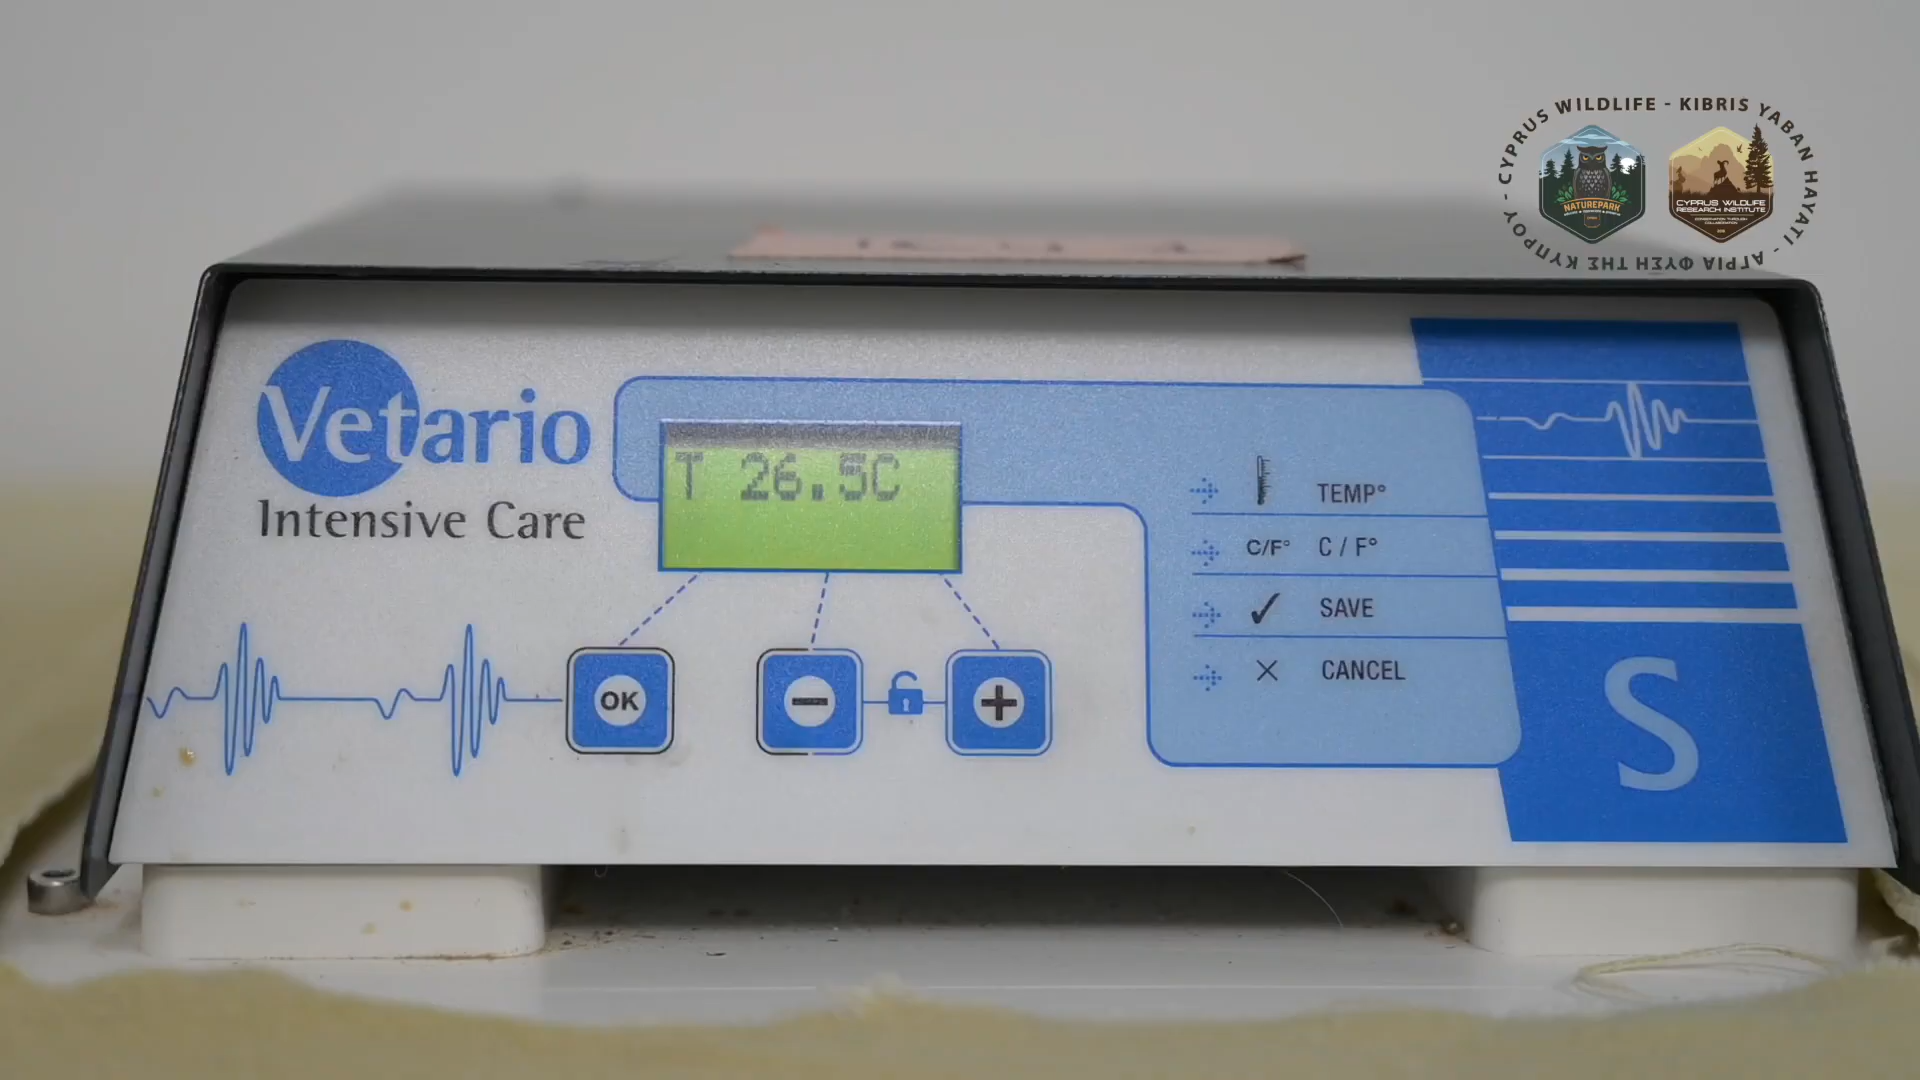 CYPRUS WILDLIFE - KIBRIS YABAN HAYATI - ΑΓΡΙΑ ΦΥΣΗ ΤΗΣ ΚΥΠΡΟΥ -
NATUREPARK
CYPRUS WILDLIFE
RESEARCH INSTITUTE
Vetario
Intensive Care
T 26.5C
TEMP°
C/F° C / F°
✓ SAVE
× CANCEL
OK
−
+
S